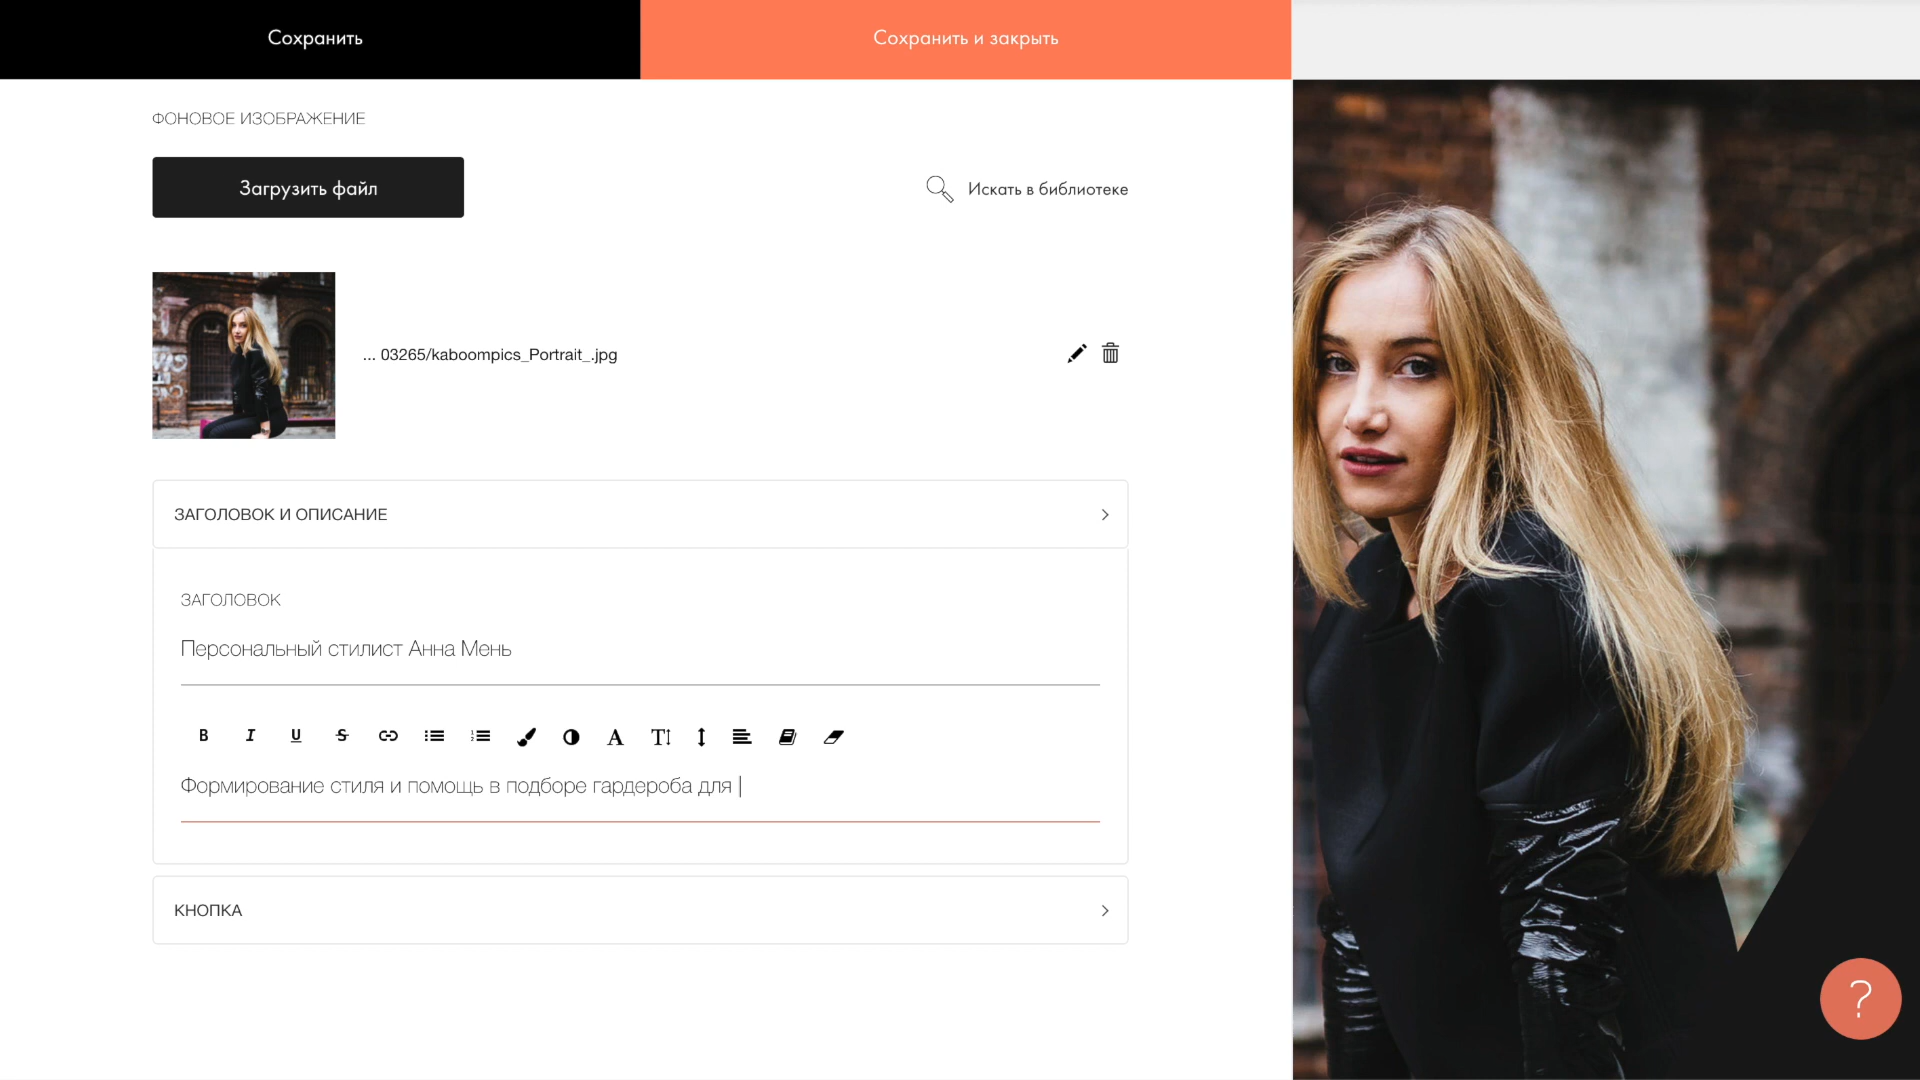 Сохранить
Сохранить и закрыть
ФОНОВОЕ ИЗОБРАЖЕНИЕ
Загрузить файл
Искать в библиотеке
... 03265/kaboompics_Portrait_.jpg
ЗАГОЛОВОК И ОПИСАНИЕ
ЗАГОЛОВОК
Персональный стилист Анна Мень
B I U S A T
Формирование стиля и помощь в подборе гардероба для
КНОПКА
?